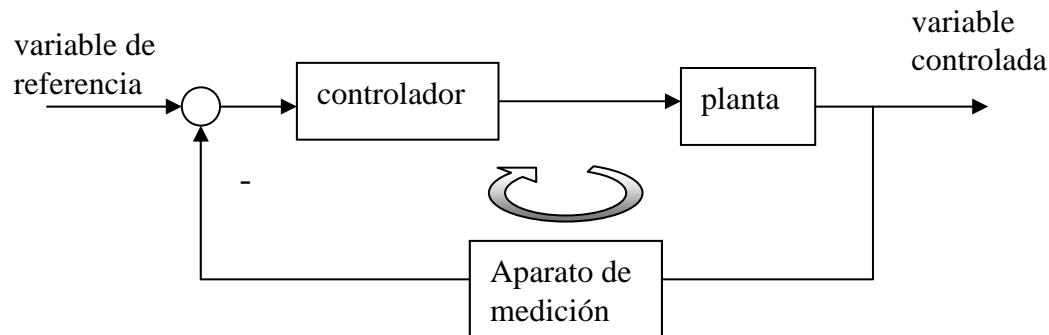 variable de
referencia
controlador
planta
variable
controlada
-
Aparato de
medición